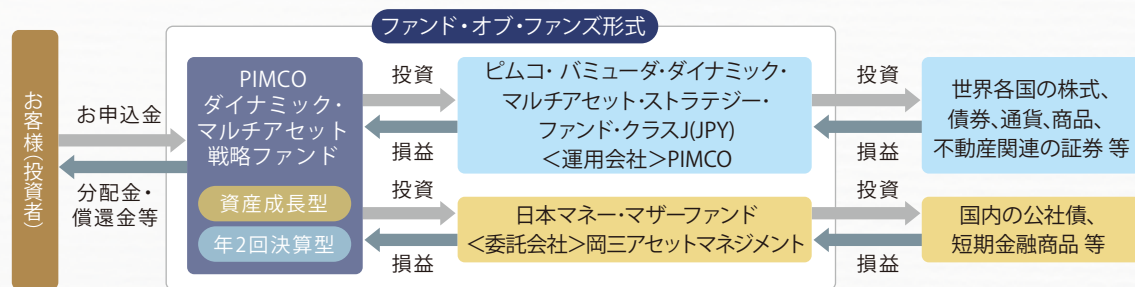 ファンド・オブ・ファンズ形式
お客様(投資者)
お申込金
分配金・
償還金等
PIMCO
ダイナミック・
マルチアセット
戦略ファンド
資産成長型
年2回決算型
投資
損益
投資
損益
ピムコ・バミューダ・ダイナミック・
マルチアセット・ストラテジー・
ファンド・クラスJ(JPY)
<運用会社>PIMCO
日本マネー・マザーファンド
<委託会社>岡三アセットマネジメント
投資
損益
投資
損益
世界各国の株式、
債券、通貨、商品、
不動産関連の証券 等
国内の公社債、
短期金融商品 等